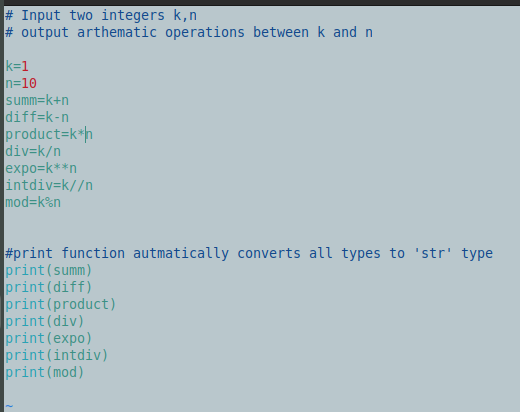 # Input two integers k,n
# output arthematic operations between k and n
k=1
n=10
summ=k+n
diff=k-n
product=k*n
div=k/n
expo=k**n
intdiv=k//n
mod=k%n
#print function autmatically converts all types to 'str' type
print(summ)
print(diff)
print(product)
print(div)
print(expo)
print(intdiv)
print(mod)
~